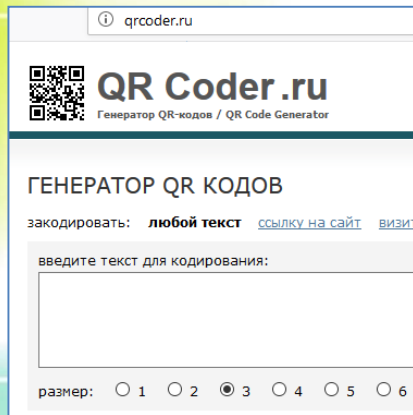 qrcoder.ru
QR Coder.ru
Генератор QR-кодов / QR Code Generator
ГЕНЕРАТОР QR КОДОВ
закодировать: любой текст ссылку на сайт
введите текст для кодирования:
размер: 1 2 3 4 5 6